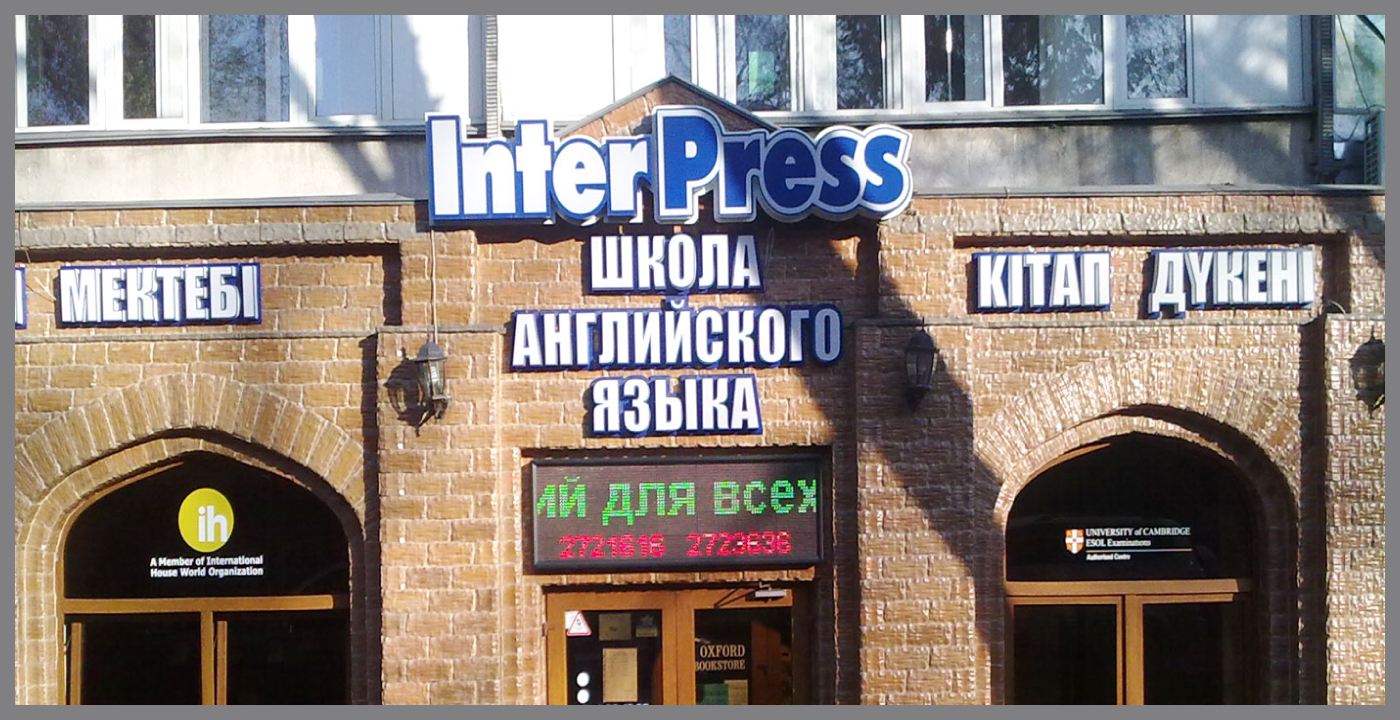 InterPress
ШКОЛА
АНГЛИЙСКОГО
ЯЗЫКА
МЕКТЕБІ
КІТАП ДҮКЕНІ
ИЙ ДЛЯ ВСЕХ
2721616 2723636
ih
A Member of International
House World Organization
UNIVERSITY of CAMBRIDGE
ESOL Examinations
Authorised Centre
OXFORD
BOOKSTORE